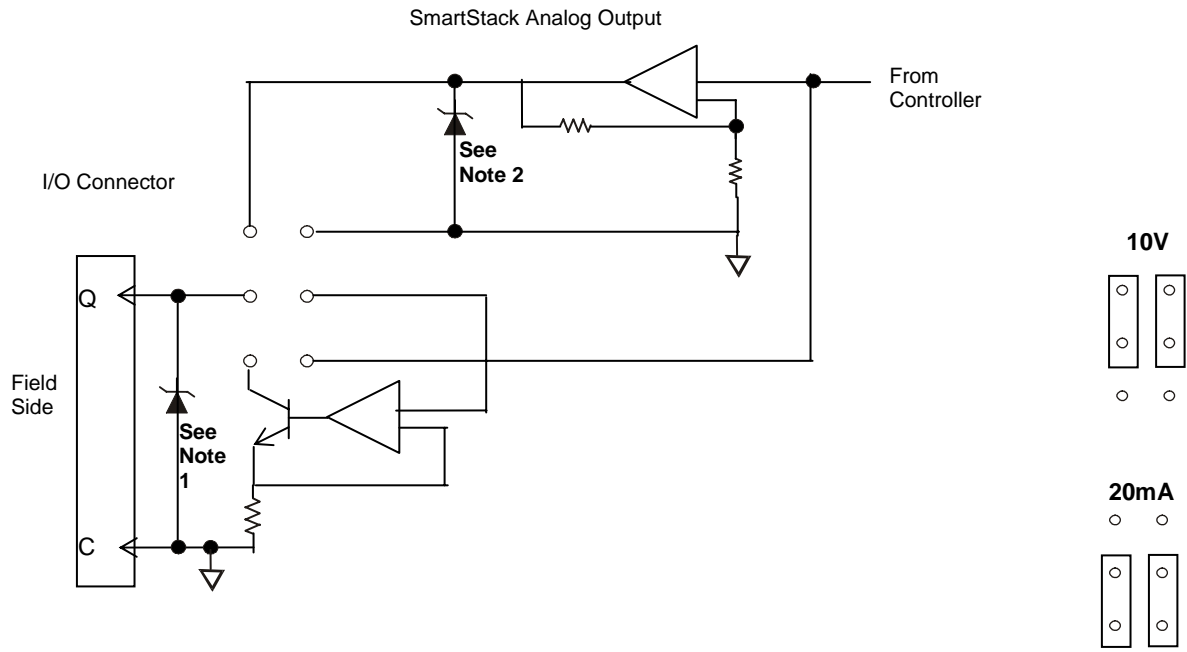 SmartStack Analog Output
From
Controller
See
Note 2
I/O Connector
10V
Q
Field
Side
See
Note
1
20mA
C